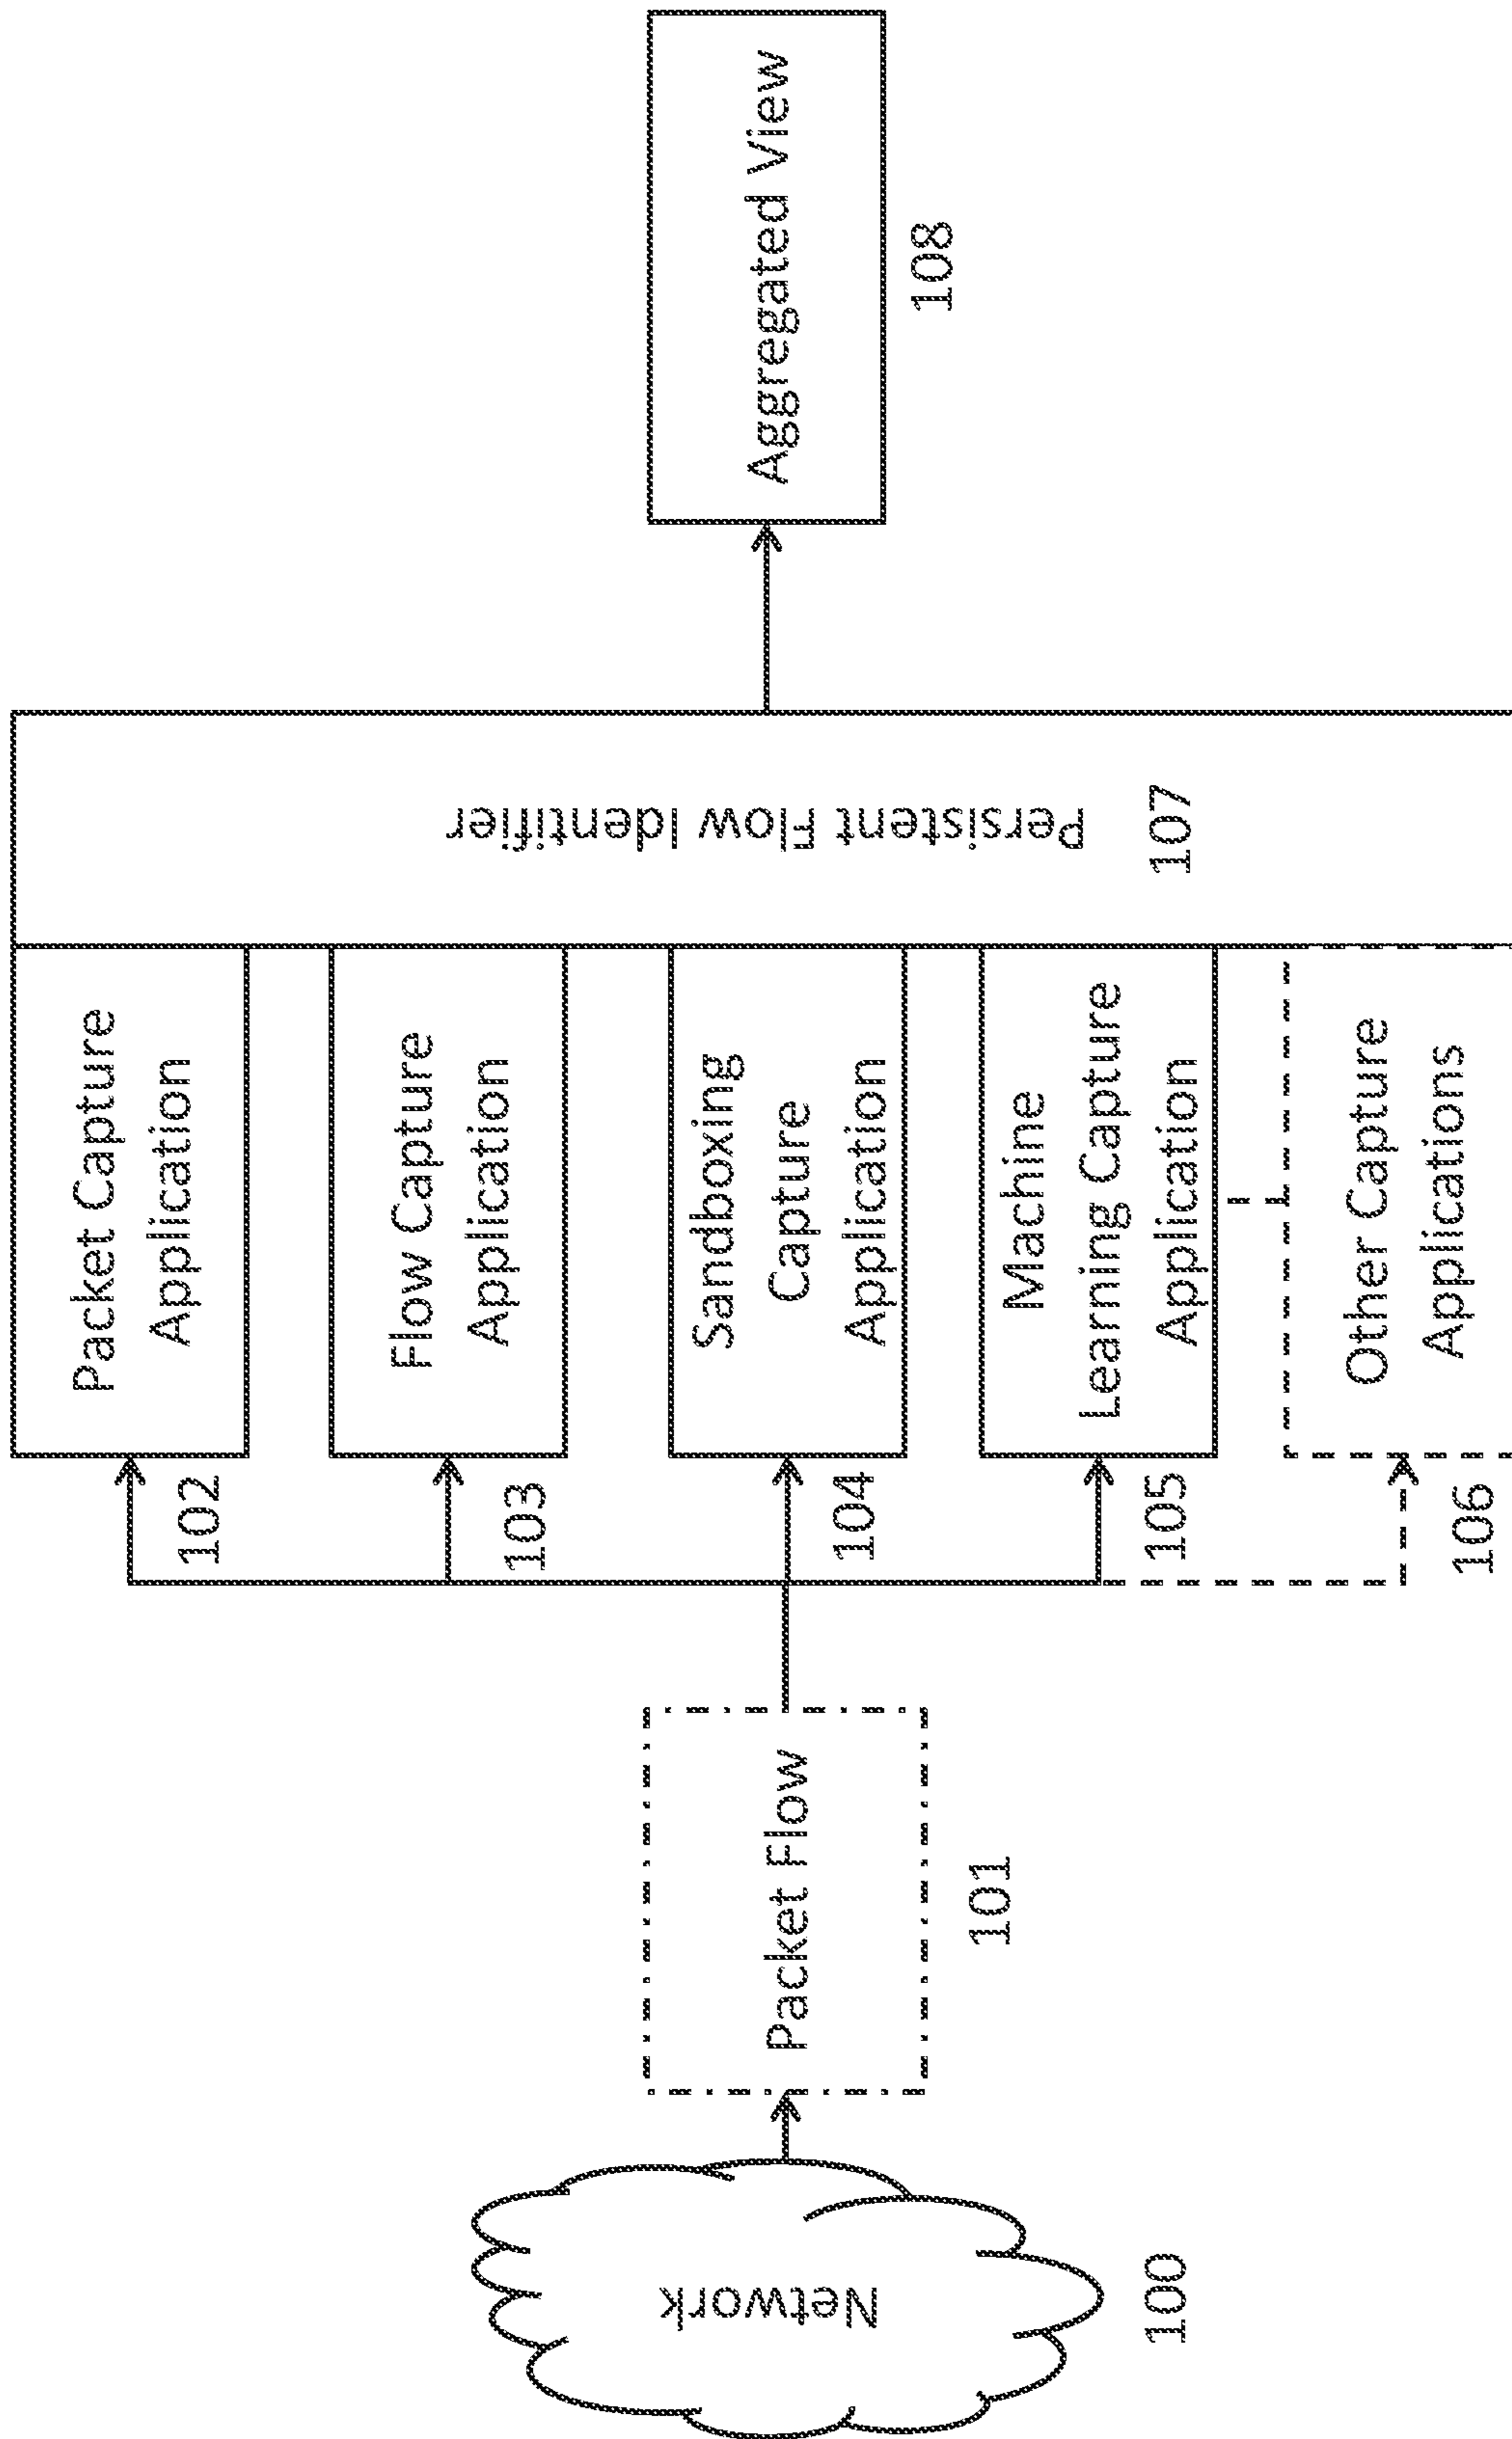 Network
100
Packet Flow
101
Packet Capture
Application
102
Flow Capture
Application
103
Sandboxing
Capture
Application
104
Machine
Learning Capture
Application
105
Other Capture
Applications
106
Persistent Flow Identifier
107
Aggregated View
108